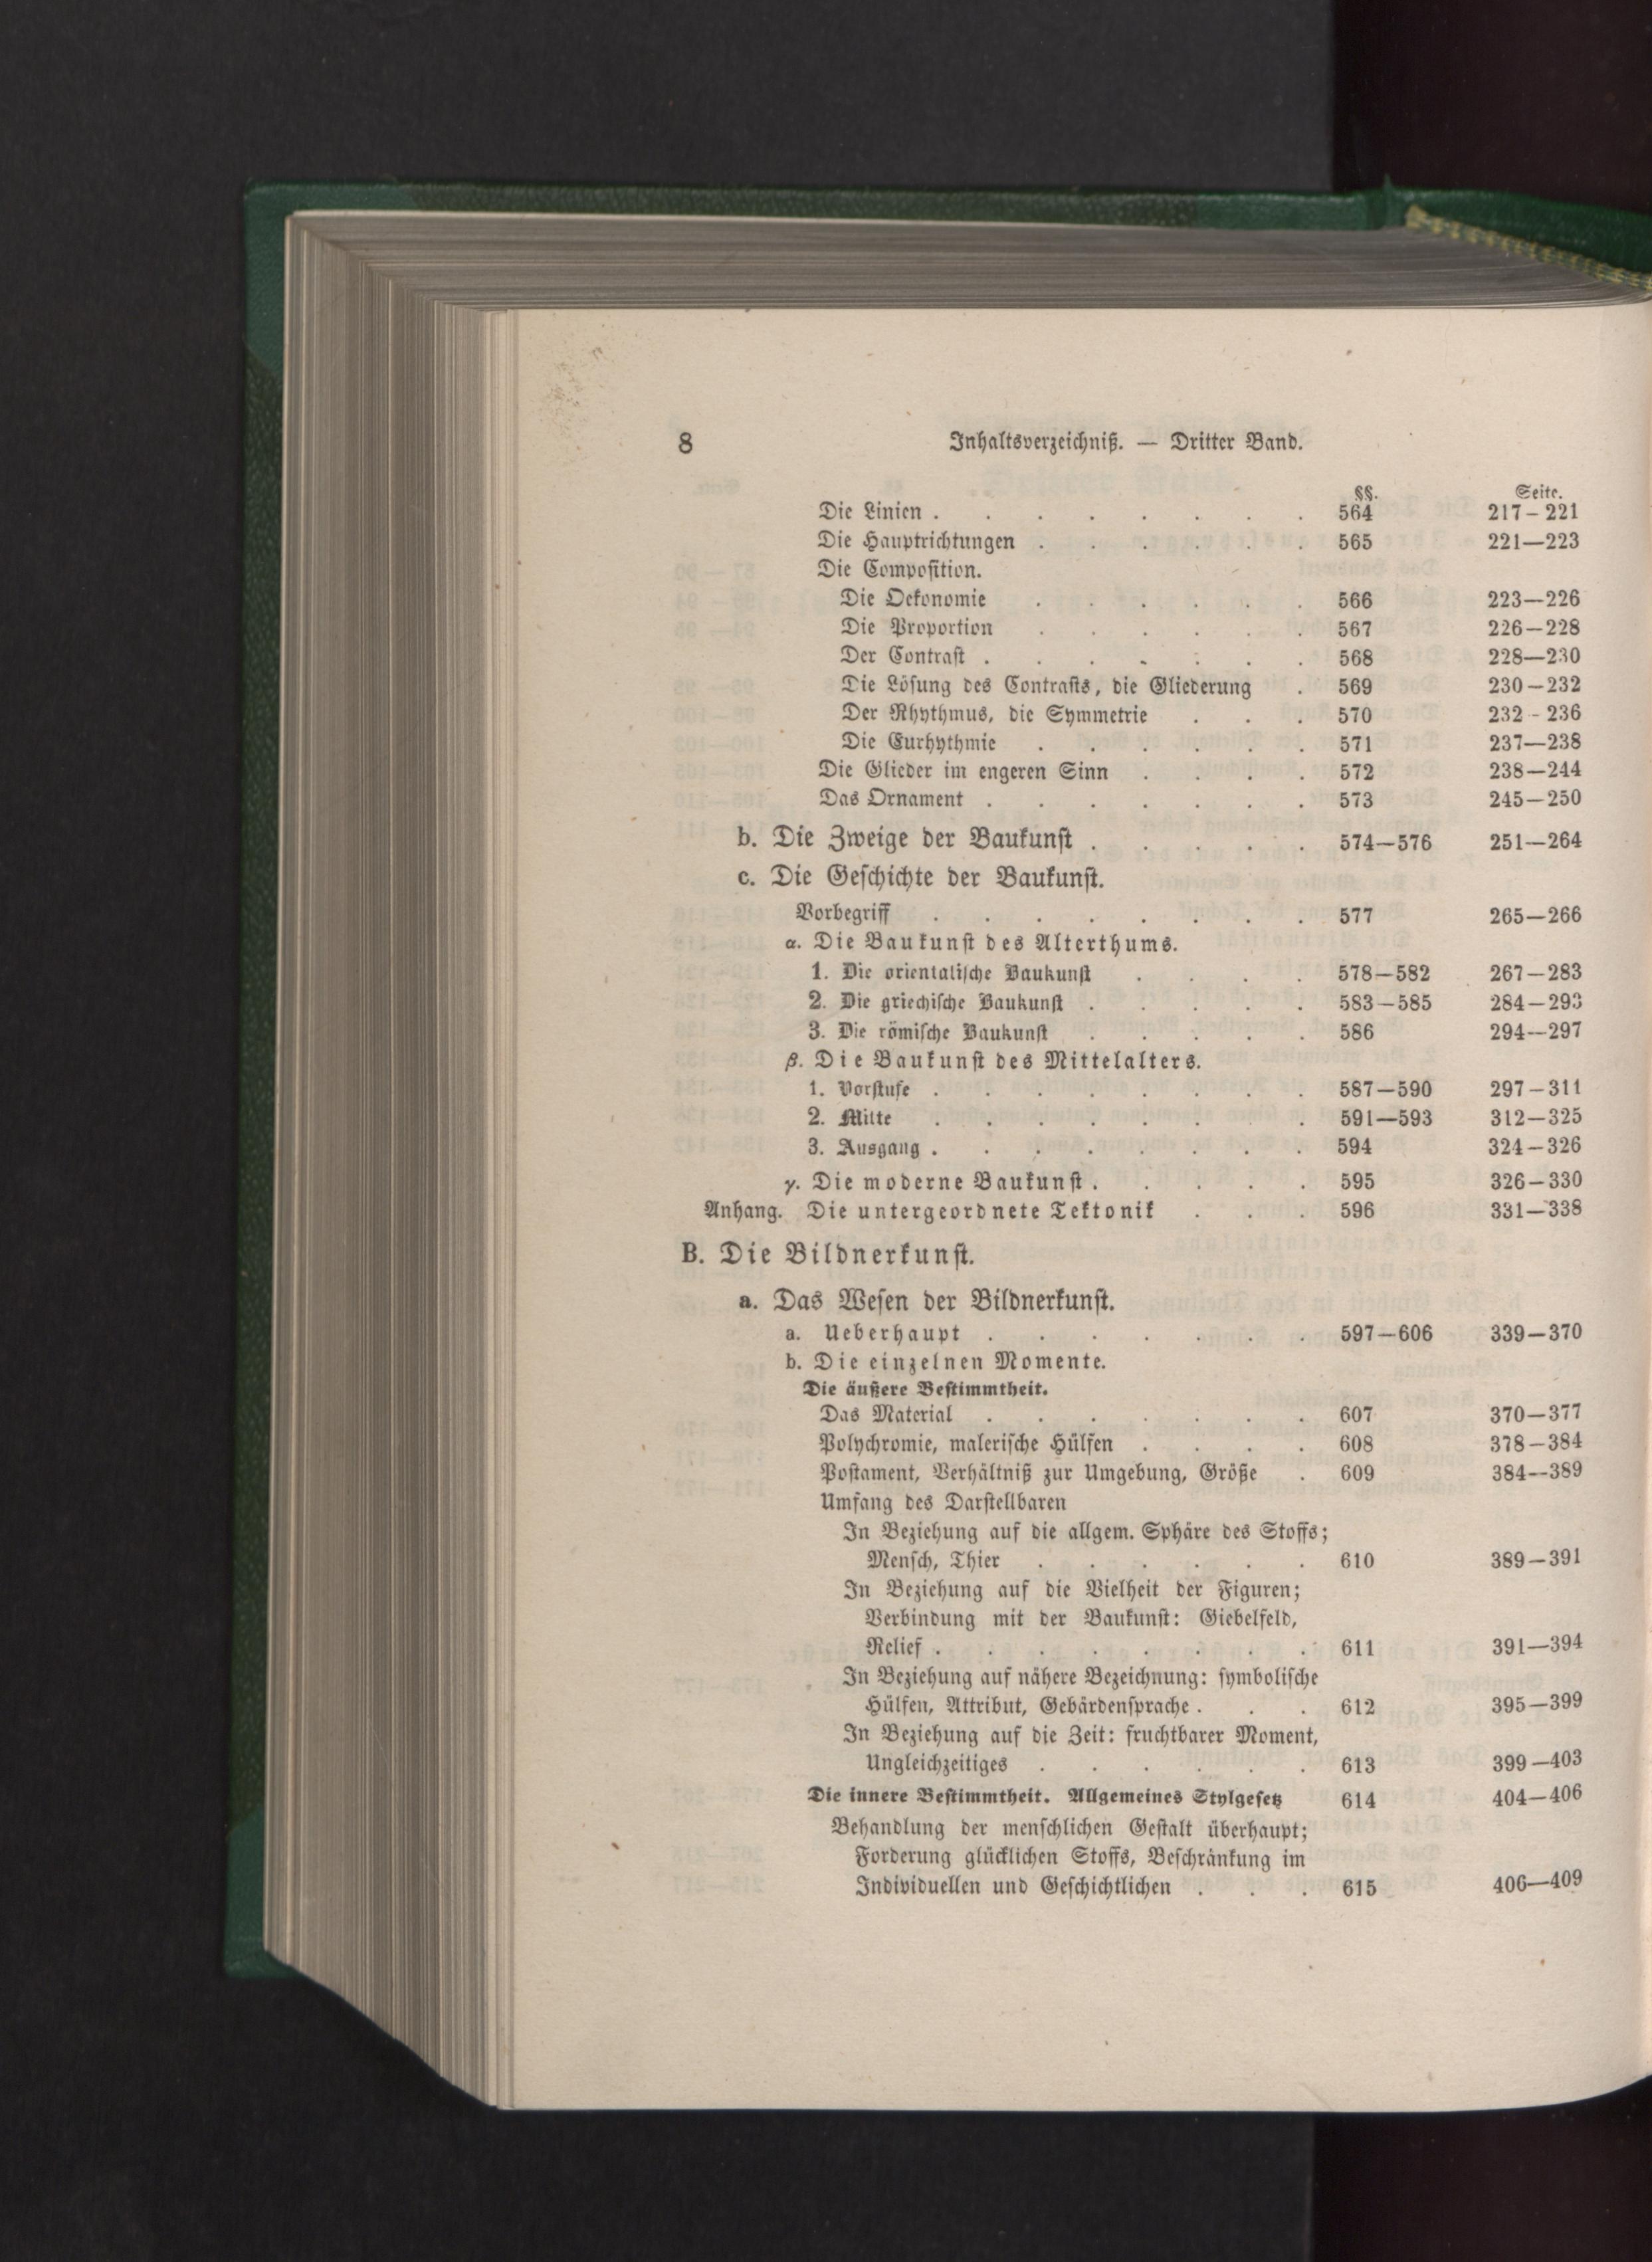 8 Inhaltsverzeichniß. — Dritter Band.
§§. Seite.
Die Linien . . . . . . . . 564 217–221
Die Hauptrichtungen . . . . . . 565 221—223
Die Composition.
Die Oekonomie . . . . . . 566 223—226
Die Proportion . . . . . . 567 226–228
Der Contrast . . . . . . . 568 228—230
Die Lösung des Contrasts, die Gliederung . 569 230–232
Der Rhythmus, die Symmetrie . . . 570 232-236
Die Eurhythmie . . . . . . 571 237—238
Die Glieder im engeren Sinn . . . . 572 238—244
Das Ornament . . . . . . . 573 245—250
b. Die Zweige der Baukunst . . . . . 574—576 251—264
c. Die Geschichte der Baukunst.
Vorbegriff . . . . . . . . 577 265—266
α. Die Baukunst des Alterthums.
1. Die orientalische Baukunst . . . . 578—582 267—283
2. Die griechische Baukunst . . . . . 583–585 284—293
3. Die römische Baukunst . . . . . 586 294—297
β. Die Baukunst des Mittelalters.
1. Vorstufe . . . . . . . . 587—590 297–311
2. Mitte . . . . . . . . 591—593 312—325
3. Ausgang . . . . . . . . 594 324–326
γ. Die moderne Baukunst . . . . . 595 326–330
Anhang. Die untergeordnete Tektonik . . . 596 331—338
B. Die Bildnerkunst.
a. Das Wesen der Bildnerkunst.
a. Ueberhaupt . . . . . . . 597—606 339—370
b. Die einzelnen Momente.
Die äußere Bestimmtheit.
Das Material . . . . . . . 607 370—377
Polychromie, malerische Hülfen . . . . 608 378—384
Postament, Verhältniß zur Umgebung, Größe . 609 384—389
Umfang des Darstellbaren
In Beziehung auf die allgem. Sphäre des Stoffs;
Mensch, Thier . . . . . . 610 389—391
In Beziehung auf die Vielheit der Figuren;
Verbindung mit der Baukunst: Giebelfeld,
Relief . . . . . . . . 611 391—394
In Beziehung auf nähere Bezeichnung: symbolische
Hülfen, Attribut, Gebärdensprache . . . 612 395—399
In Beziehung auf die Zeit: fruchtbarer Moment,
Ungleichzeitiges . . . . . . 613 399—403
Die innere Bestimmtheit. Allgemeines Stylgesetz 614 404—406
Behandlung der menschlichen Gestalt überhaupt;
Forderung glücklichen Stoffs, Beschränkung im
Individuellen und Geschichtlichen . . . 615 406—409